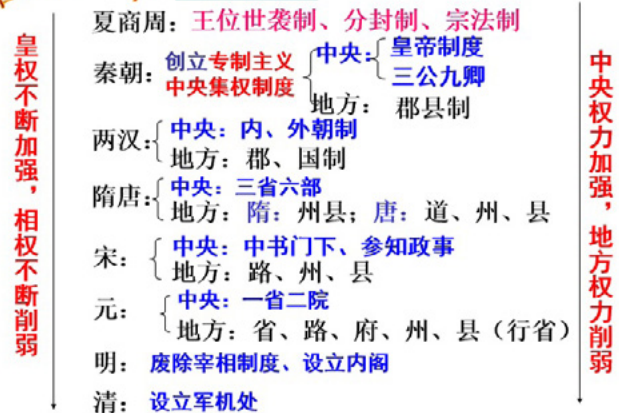 皇权不断加强，相权不断削弱
夏商周：王位世袭制、分封制、宗法制
秦朝：创立专制主义中央集权制度
中央：皇帝制度
三公九卿
地方： 郡县制
两汉：
中央：内、外朝制
地方：郡、国制
隋唐：
中央：三省六部
地方：隋：州县；唐：道、州、县
宋：
中央：中书门下、参知政事
地方：路、州、县
元：
中央：一省二院
地方：省、路、府、州、县（行省）
明：废除宰相制度、设立内阁
清：设立军机处
中央权力加强，地方权力削弱